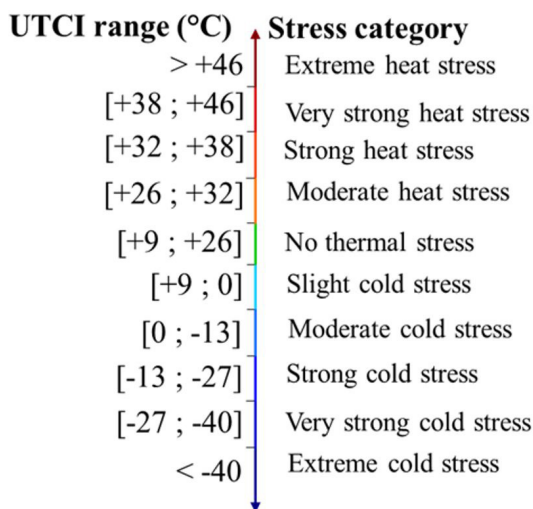 UTCI range (°C) Stress category
> +46 Extreme heat stress
[+38 ; +46] Very strong heat stress
[+32 ; +38] Strong heat stress
[+26 ; +32] Moderate heat stress
[+9 ; +26] No thermal stress
[+9 ; 0] Slight cold stress
[0 ; -13] Moderate cold stress
[-13 ; -27] Strong cold stress
[-27 ; -40] Very strong cold stress
< -40 Extreme cold stress